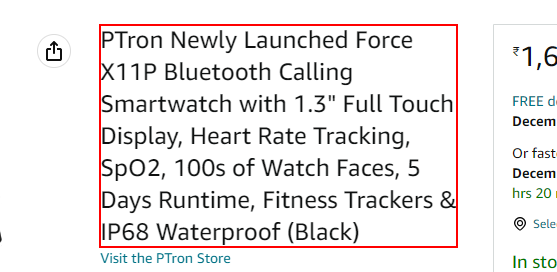 PTron Newly Launched Force
X11P Bluetooth Calling
Smartwatch with 1.3" Full Touch
Display, Heart Rate Tracking,
SpO2, 100s of Watch Faces, 5
Days Runtime, Fitness Trackers &
IP68 Waterproof (Black)
Visit the PTron Store
₹1,6
FREE d
Decem
Or fast
Decem
hrs 20
Sele
In sto